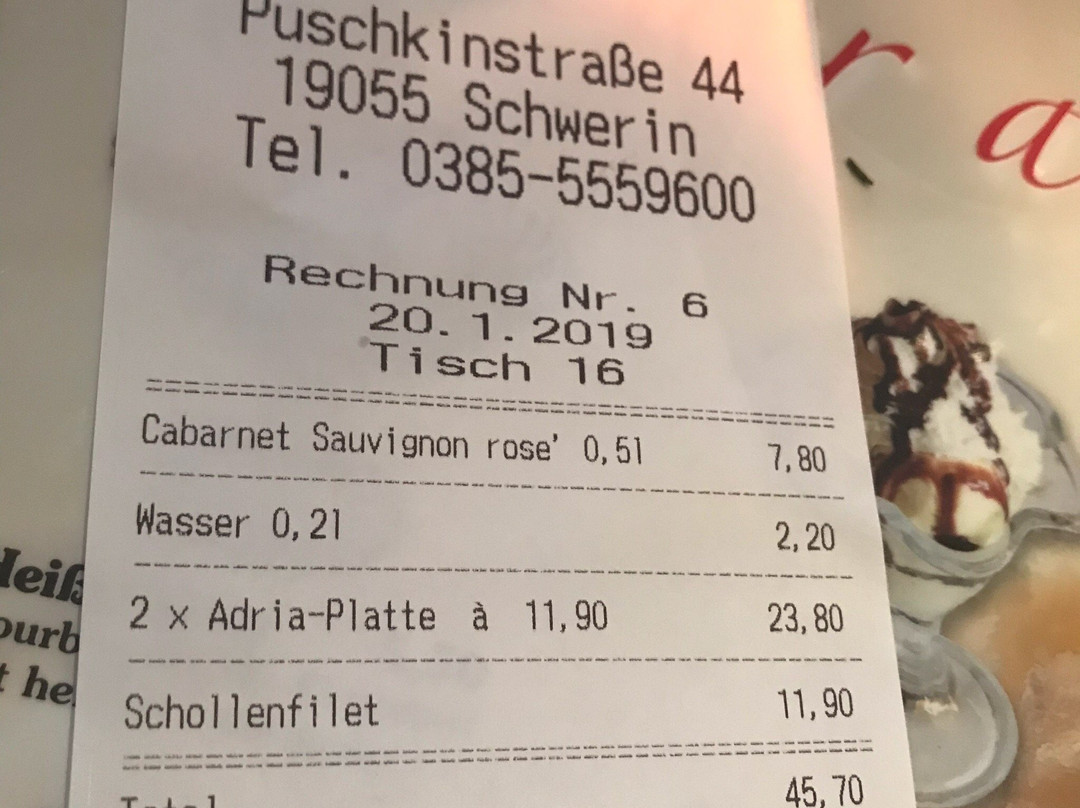 Puschkinstraße 44
19055 Schwerin
Tel. 0385-5559600
Rechnung Nr. 6
20.1.2019
Tisch 16
Cabarnet Sauvignon rose' 0,5l 7,80
Wasser 0,2l 2,20
2 x Adria-Platte à 11,90 23,80
Schollenfilet 11,90
Total 45,70